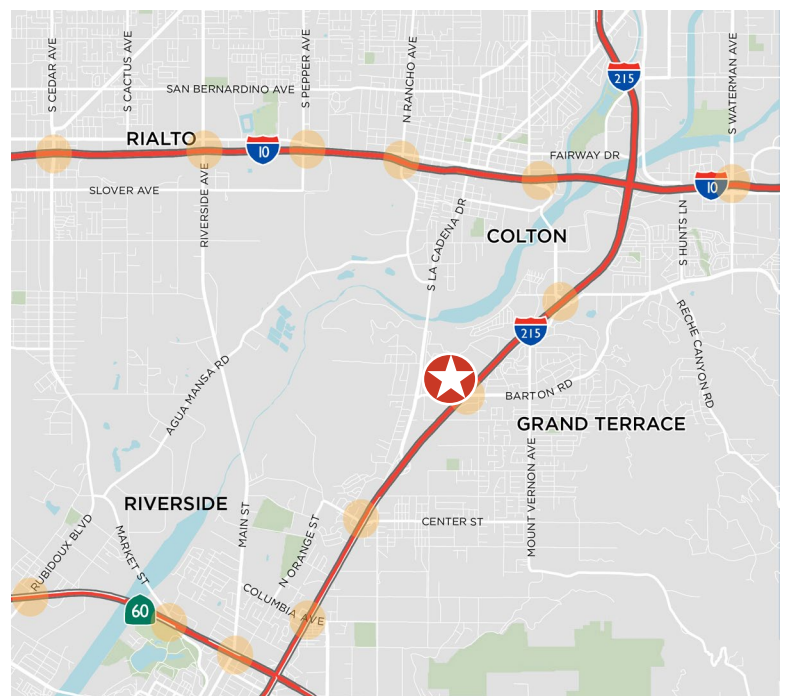 S CEDAR AVE
S CACTUS AVE
S PEPPER AVE
N RANCHO AVE
215
S WATERMAN AVE
SAN BERNARDINO AVE
RIALTO
10
FAIRWAY DR
SLOVER AVE
RIVERSIDE AVE
10
S LA CADENA DR
COLTON
S HUNTS LN
215
RECHE CANYON RD
AGUA MANSA RD
BARTON RD
GRAND TERRACE
RIVERSIDE
MAIN ST
CENTER ST
MOUNT VERNON AVE
RUBIDOUX BLVD
MARKET ST
N ORANGE ST
60
COLUMBIA AVE